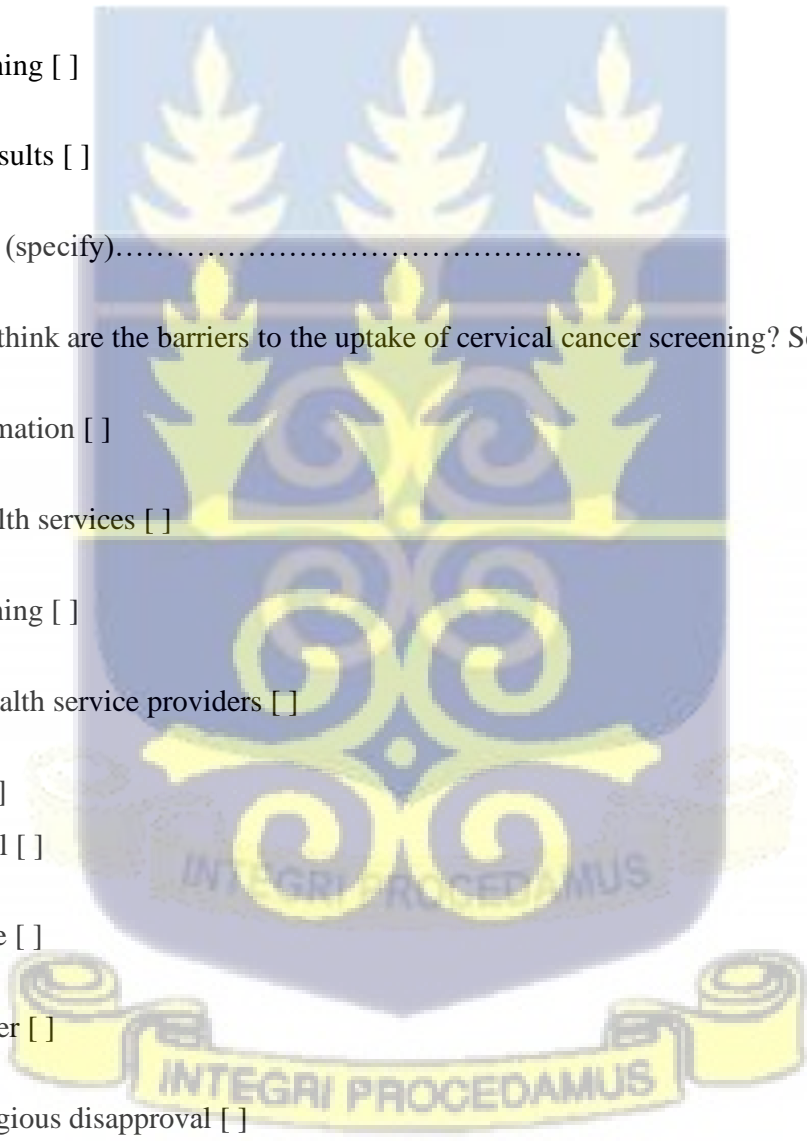 ning [ ]
sults [ ]
(specify)……………………………………….
think are the barriers to the uptake of cervical cancer screening? Se
mation [ ]
lth services [ ]
ning [ ]
alth service providers [ ]
]
l [ ]
INTEGRI PROCEDAMUS
e [ ]
er [ ]
INTEGRI PROCEDAMUS
gious disapproval [ ]